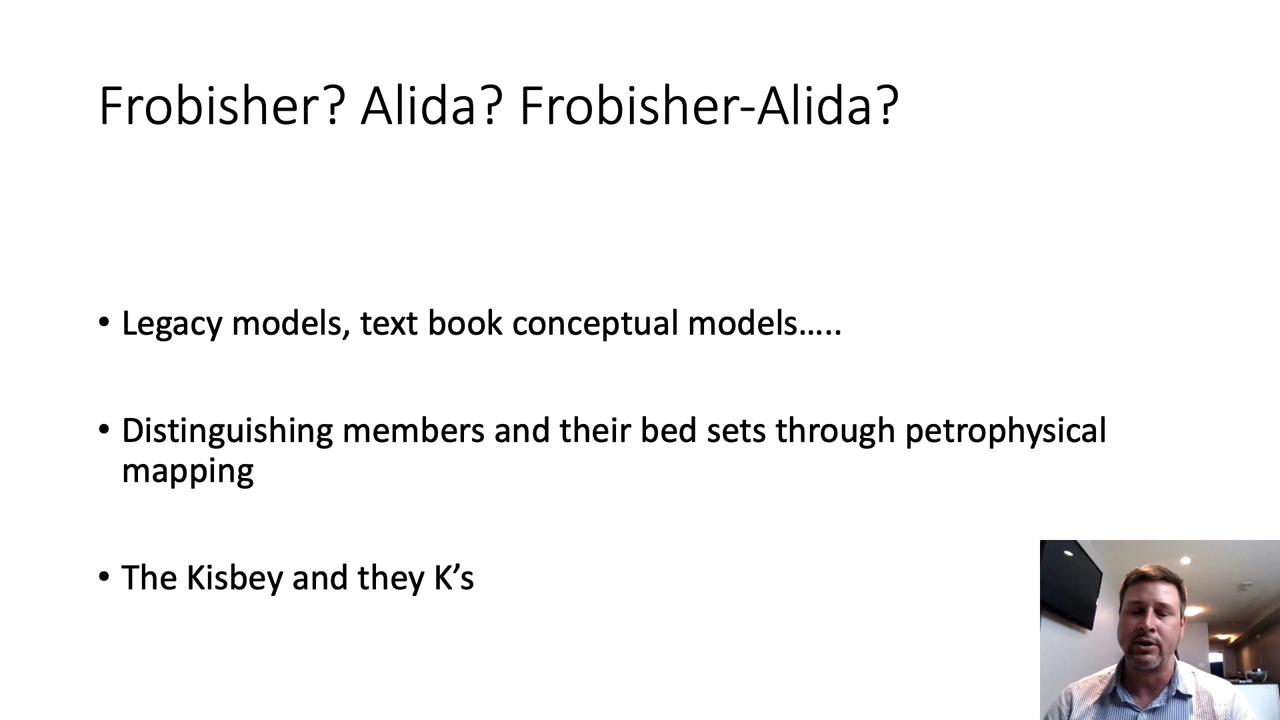 Frobisher? Alida? Frobisher-Alida?
• Legacy models, text book conceptual models…..
• Distinguishing members and their bed sets through petrophysical
mapping
• The Kisbey and they K’s